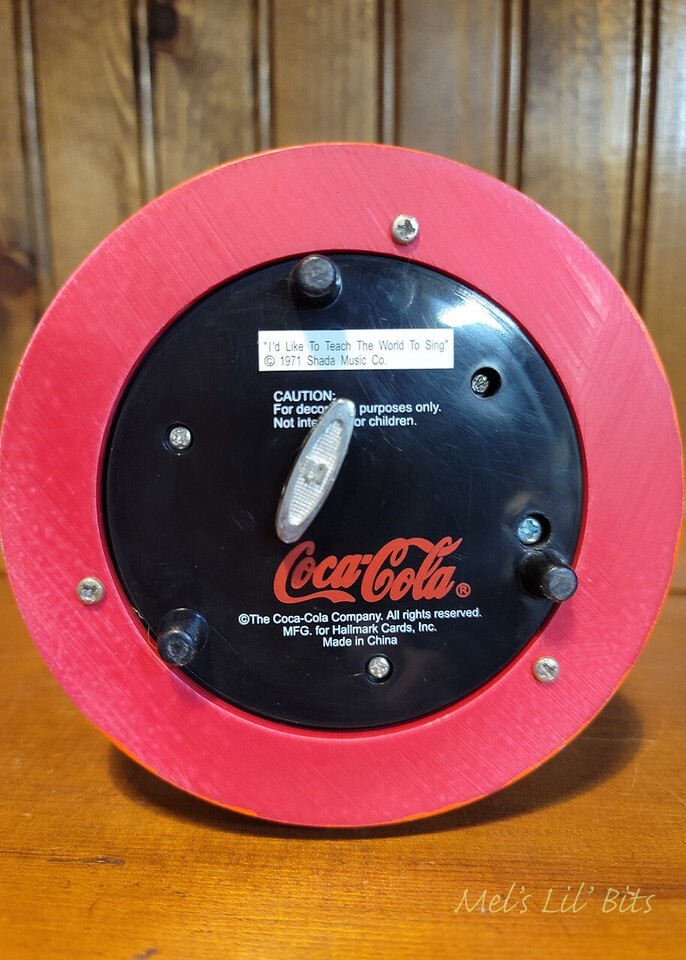 "I'd Like To Teach The World To Sing"
© 1971 Shada Music Co.
CAUTION:
For purposes only.
Not for children.
Coca-Cola®
©The Coca-Cola Company. All rights reserved.
MFG. for Hallmark Cards, Inc.
Made in China
Mel's Lil' Bits